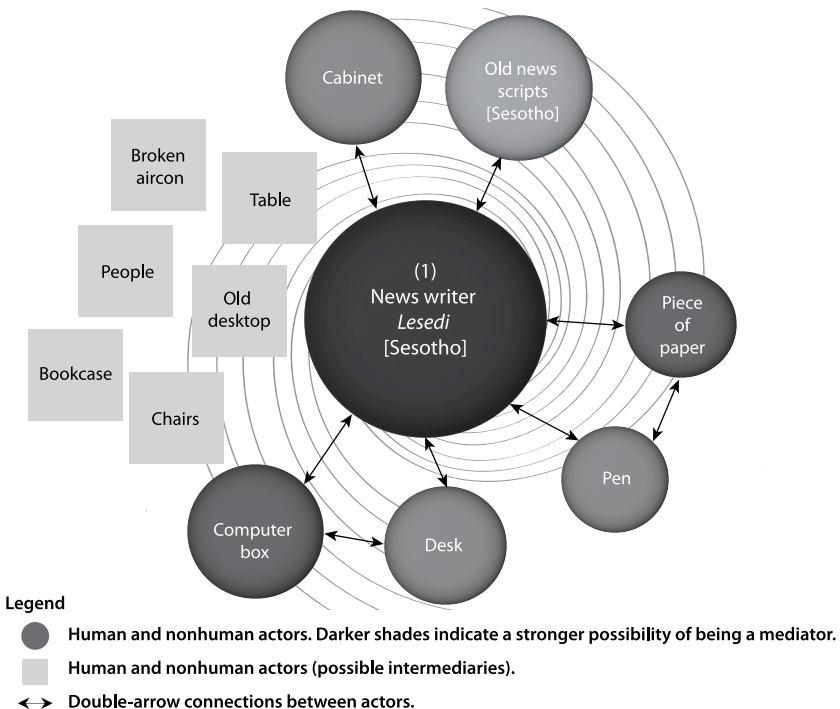 Cabinet
Old news
scripts
[Sesotho]
Broken
aircon
Table
People
Old
desktop
Bookcase
Chairs
(1)
News writer
Lesedi
[Sesotho]
Piece
of
paper
Pen
Computer
box
Desk
Legend
Human and nonhuman actors. Darker shades indicate a stronger possibility of being a mediator.
Human and nonhuman actors (possible intermediaries).
Double-arrow connections between actors.